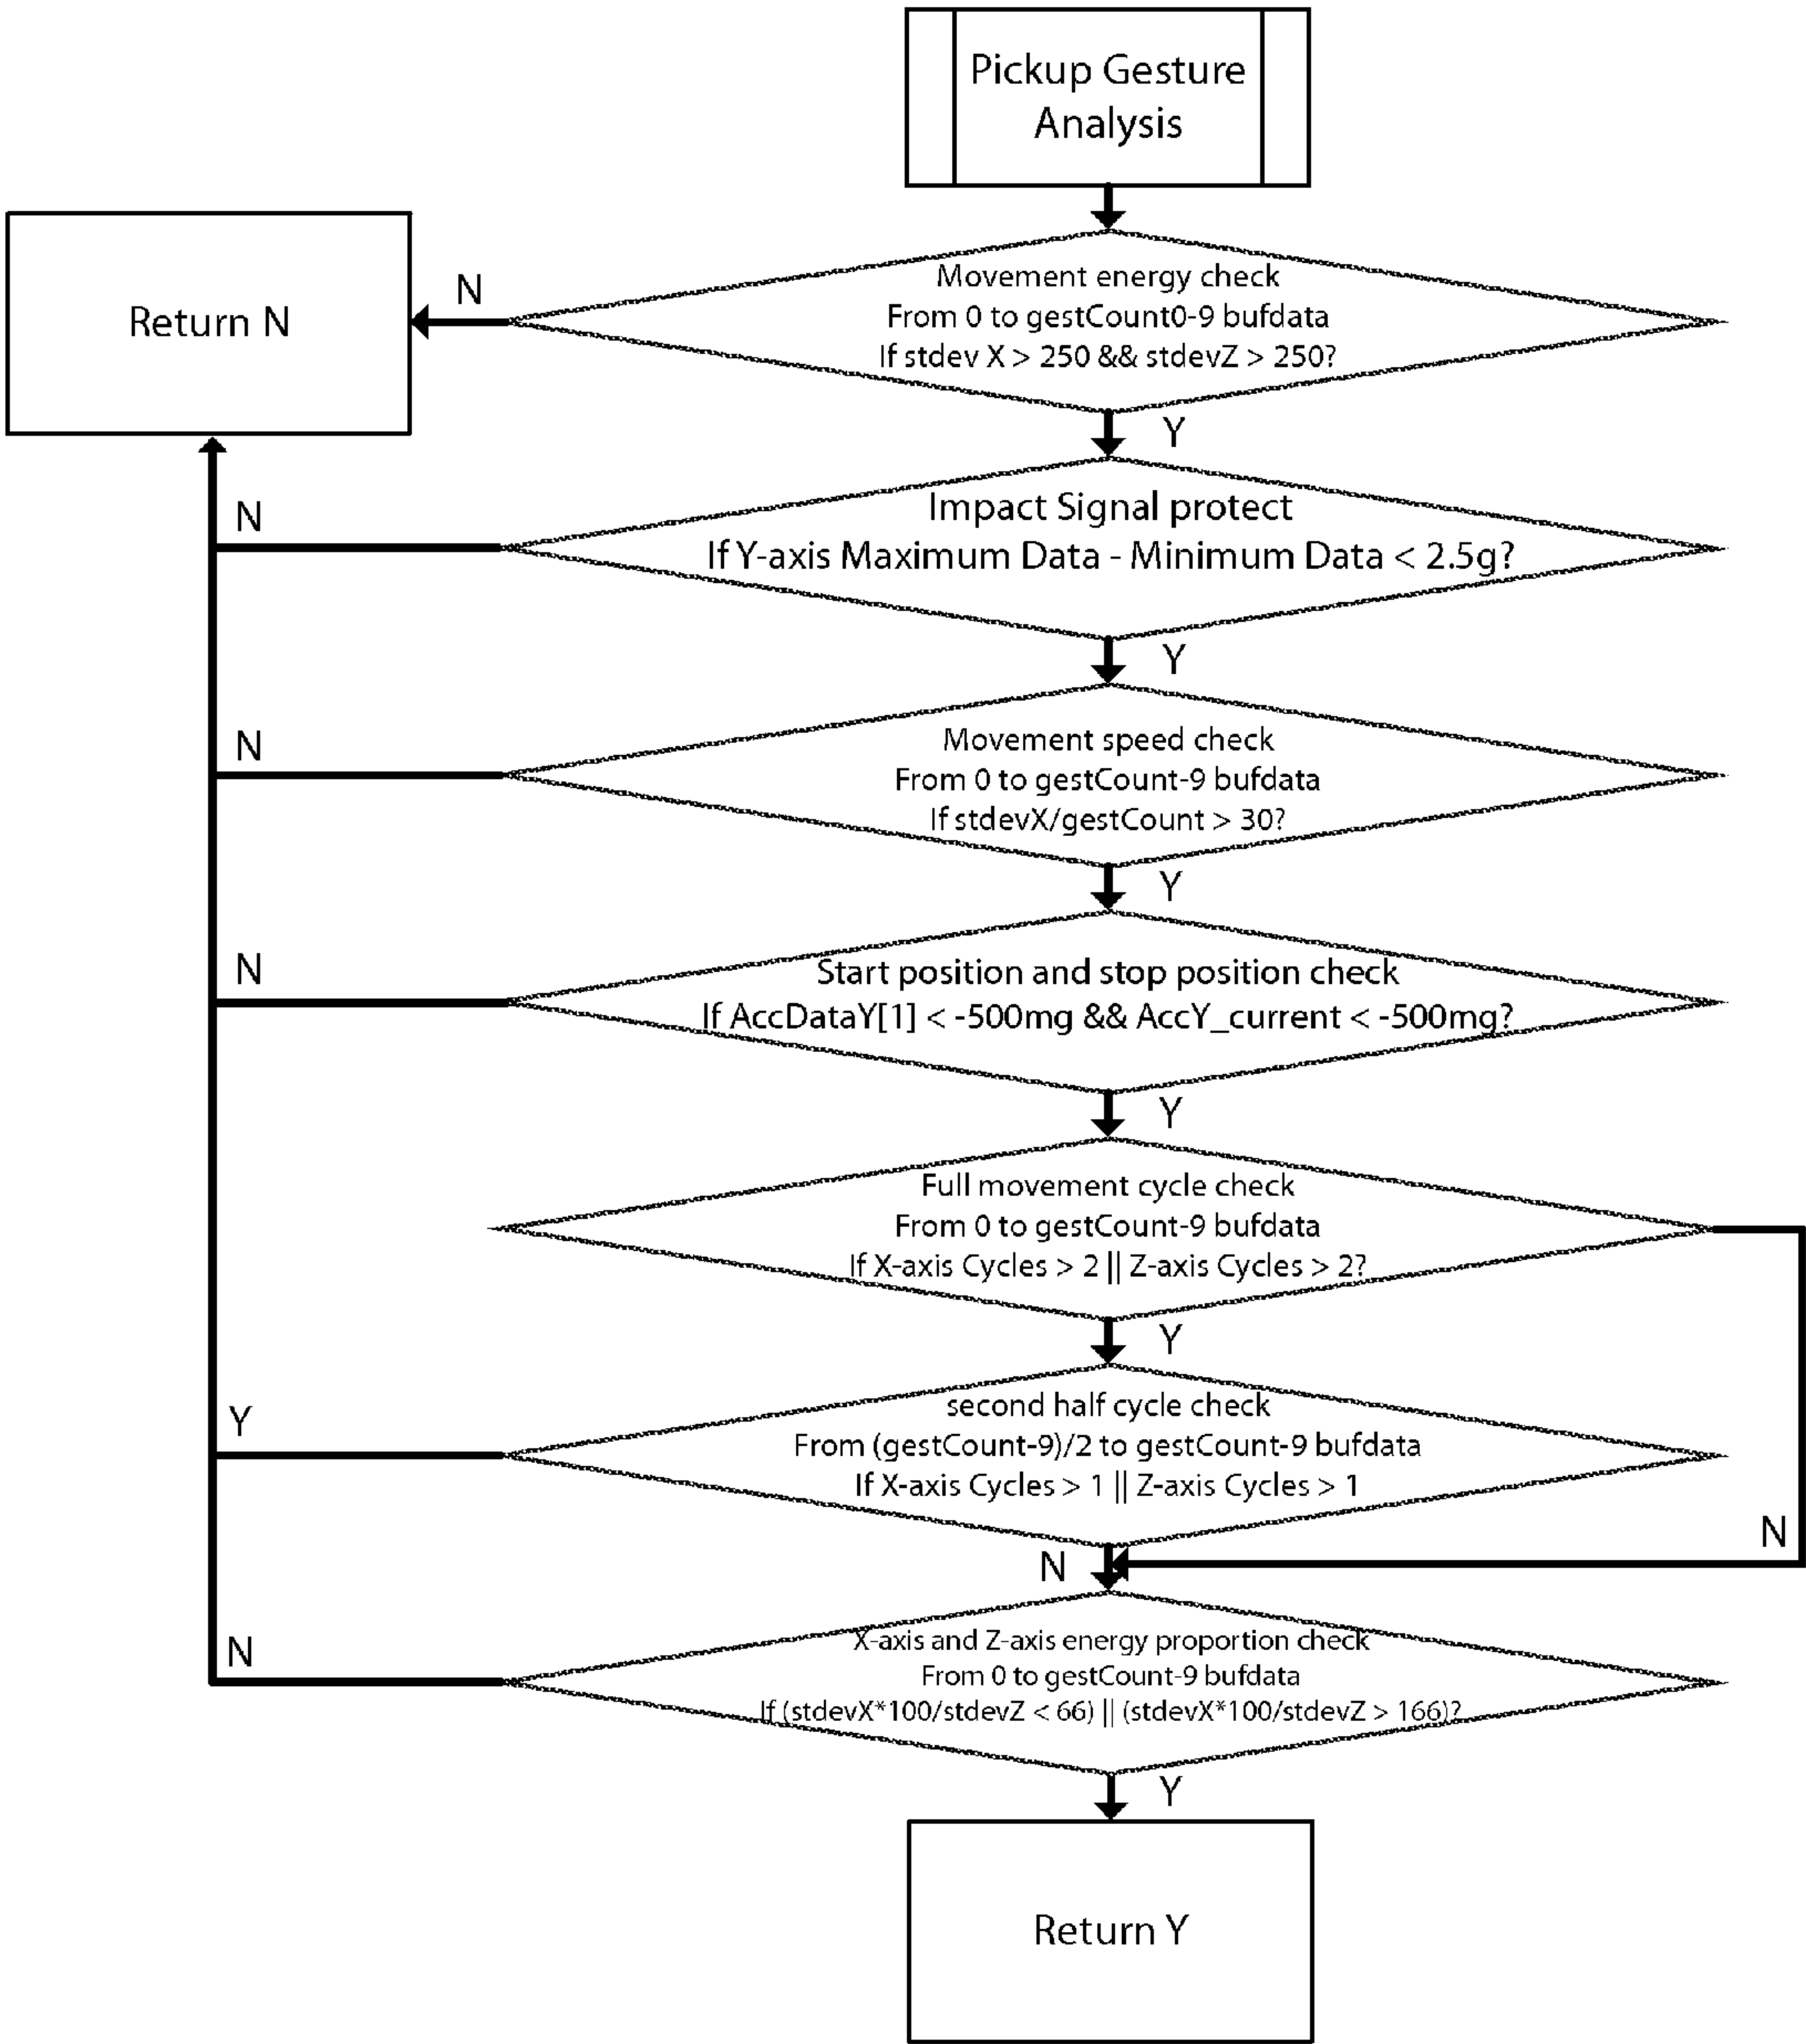 Pickup Gesture
Analysis
Return N
N
Movement energy check
From 0 to gestCount0-9 bufdata
If stdev X > 250 && stdevZ > 250?
Y
N
Impact Signal protect
If Y-axis Maximum Data - Minimum Data < 2.5g?
Y
N
Movement speed check
From 0 to gestCount-9 bufdata
If stdevX/gestCount > 30?
Y
N
Start position and stop position check
If AccDataY[1] < -500mg && AccY_current < -500mg?
Y
Full movement cycle check
From 0 to gestCount-9 bufdata
If X-axis Cycles > 2 || Z-axis Cycles > 2?
Y
Y
second half cycle check
From (gestCount-9)/2 to gestCount-9 bufdata
If X-axis Cycles > 1 || Z-axis Cycles > 1
N
N
N
X-axis and Z-axis energy proportion check
From 0 to gestCount-9 bufdata
If (stdevX*100/stdevZ < 66) || (stdevX*100/stdevZ > 166)?
Y
Return Y